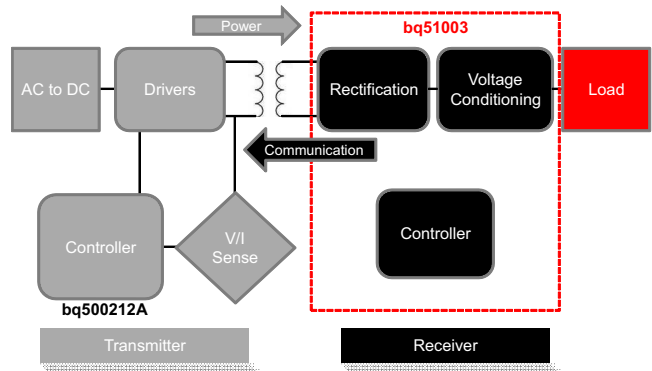 Power
bq51003
AC to DC
Drivers
Rectification
Voltage
Conditioning
Load
Communication
Controller
V/I
Sense
Controller
bq500212A
Transmitter
Receiver